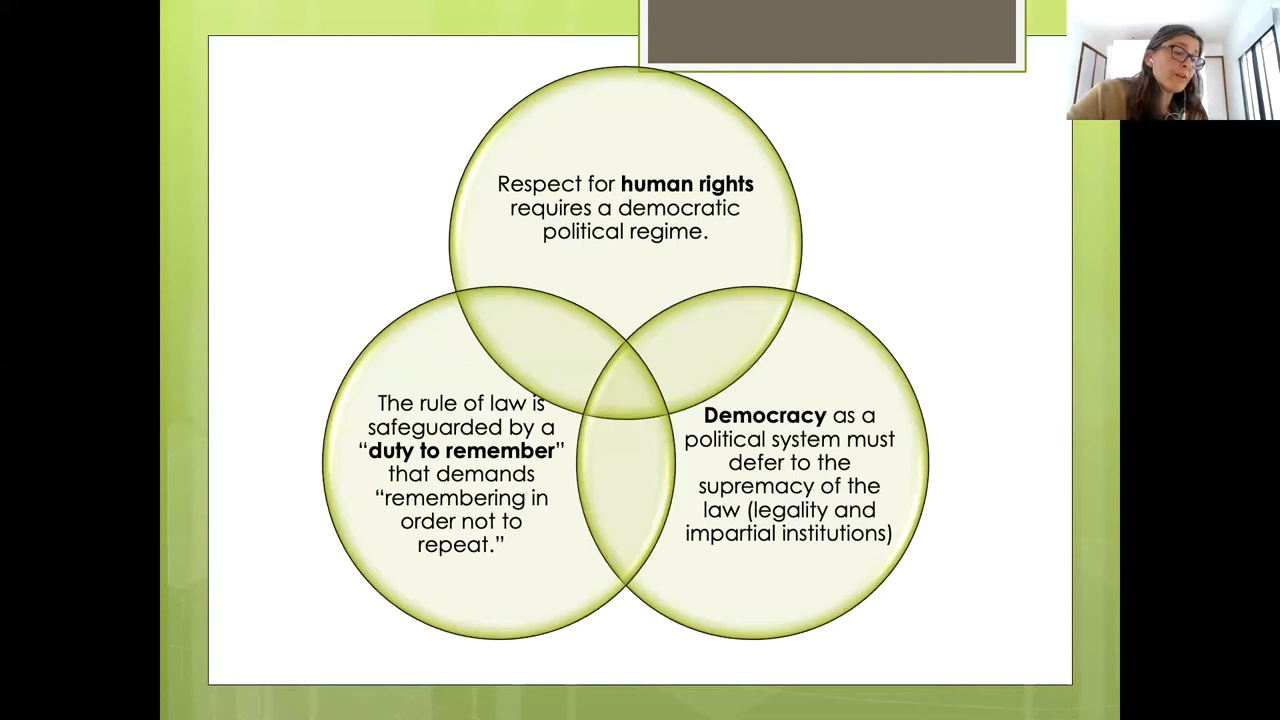 Respect for human rights
requires a democratic
political regime.
The rule of law is
safeguarded by a
“duty to remember”
that demands
“remembering in
order not to
repeat.”
Democracy as a
political system must
defer to the
supremacy of the
law (legality and
impartial institutions)